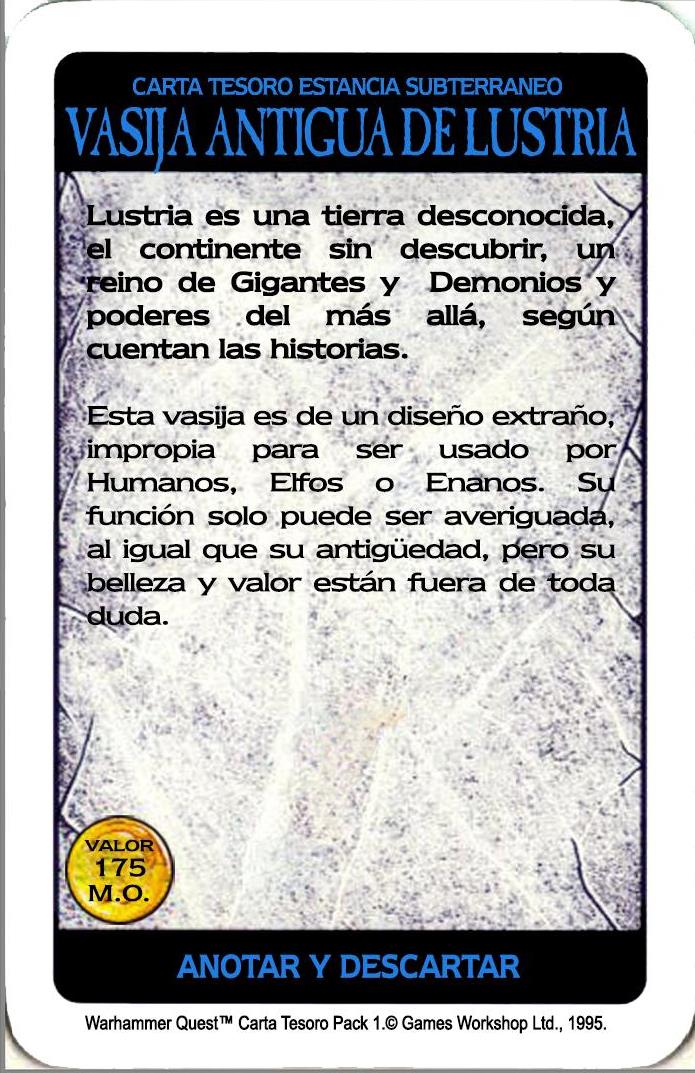 CARTA TESORO ESTANCIA SUBTERRANEO
VASIJA ANTIGUA DE LUSTRIA
Lustria es una tierra desconocida,
el continente sin descubrir, un
reino de Gigantes y Demonios y
poderes del más allá, según
cuentan las historias.
Esta vasija es de un diseño extraño,
impropia para ser usado por
Humanos, Elfos o Enanos. Su
función solo puede ser averiguada,
al igual que su antigüedad, pero su
belleza y valor están fuera de toda
duda.
VALOR
175
M.O.
ANOTAR Y DESCARTAR
Warhammer Quest™ Carta Tesoro Pack 1.© Games Workshop Ltd., 1995.